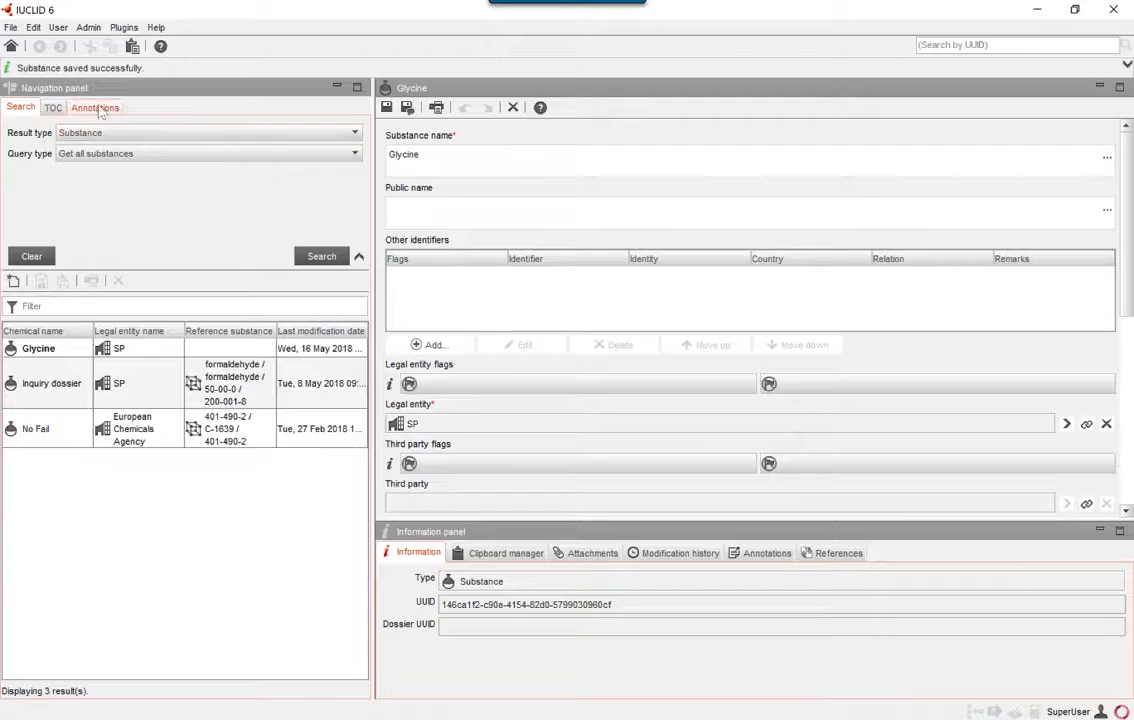 IUCLID 6
File Edit User Admin Plugins Help
(Search by UUID)
Substance saved successfully.
Navigation panel
Search TOC Annotations
Result type Substance
Query type Get all substances
Clear Search
Filter
Chemical name Legal entity name Reference substance Last modification date
Glycine SP Wed, 16 May 2018 ...
Inquiry dossier SP formaldehyde /
formaldehyde /
50-00-0 /
200-001-8
Tue, 8 May 2018 09:...
No Fail European
Chemicals
Agency
401-490-2 /
C-1639 /
401-490-2
Tue, 27 Feb 2018 1...
Displaying 3 result(s).
Glycine
Substance name*
Glycine
...
Public name
...
Other identifiers
Flags Identifier Identity Country Relation Remarks
Add... Edit... Delete Move up Move down
Legal entity flags
Legal entity*
SP
Third party flags
Third party
Information panel
Information Clipboard manager Attachments Modification history Annotations References
Type Substance
UUID 146ca1f2-c90e-4154-82d0-5799030960cf
Dossier UUID
SuperUser